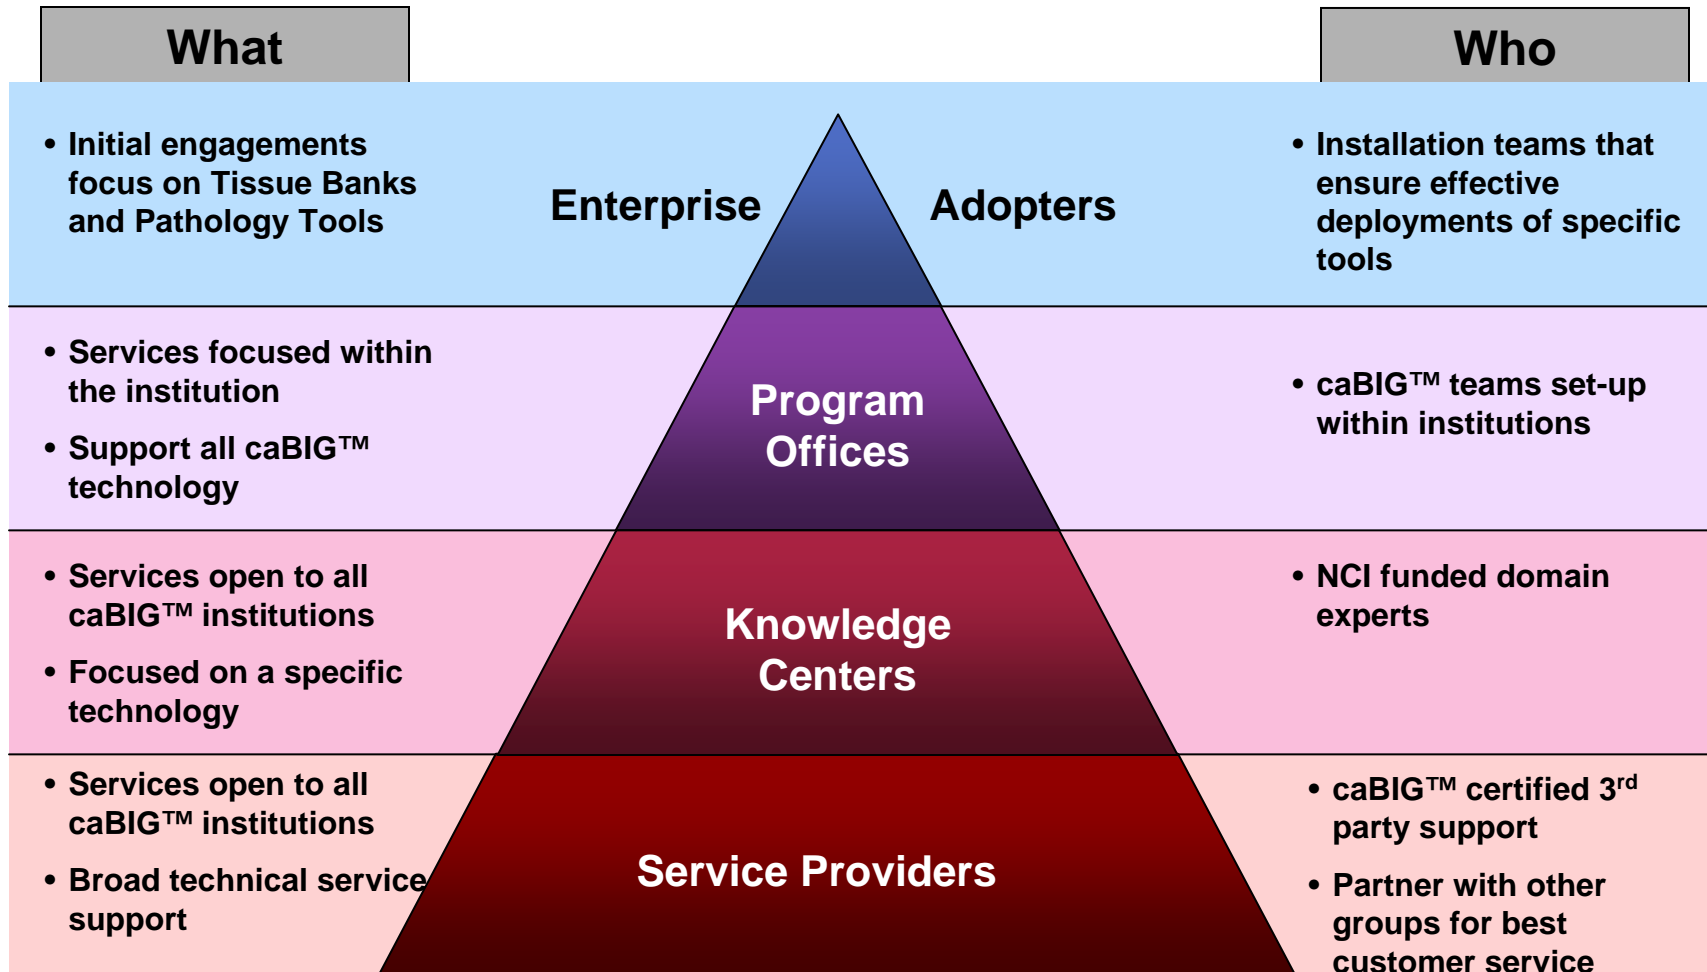 What
Who
• Initial engagements
focus on Tissue Banks
and Pathology Tools
Enterprise Adopters
• Installation teams that
ensure effective
deployments of specific
tools
• Services focused within
the institution
• Support all caBIG™
technology
Program
Offices
• caBIG™ teams set-up
within institutions
• Services open to all
caBIG™ institutions
• Focused on a specific
technology
Knowledge
Centers
• NCI funded domain
experts
• Services open to all
caBIG™ institutions
• Broad technical service
support
Service Providers
• caBIG™ certified 3rd
party support
• Partner with other
groups for best
customer service